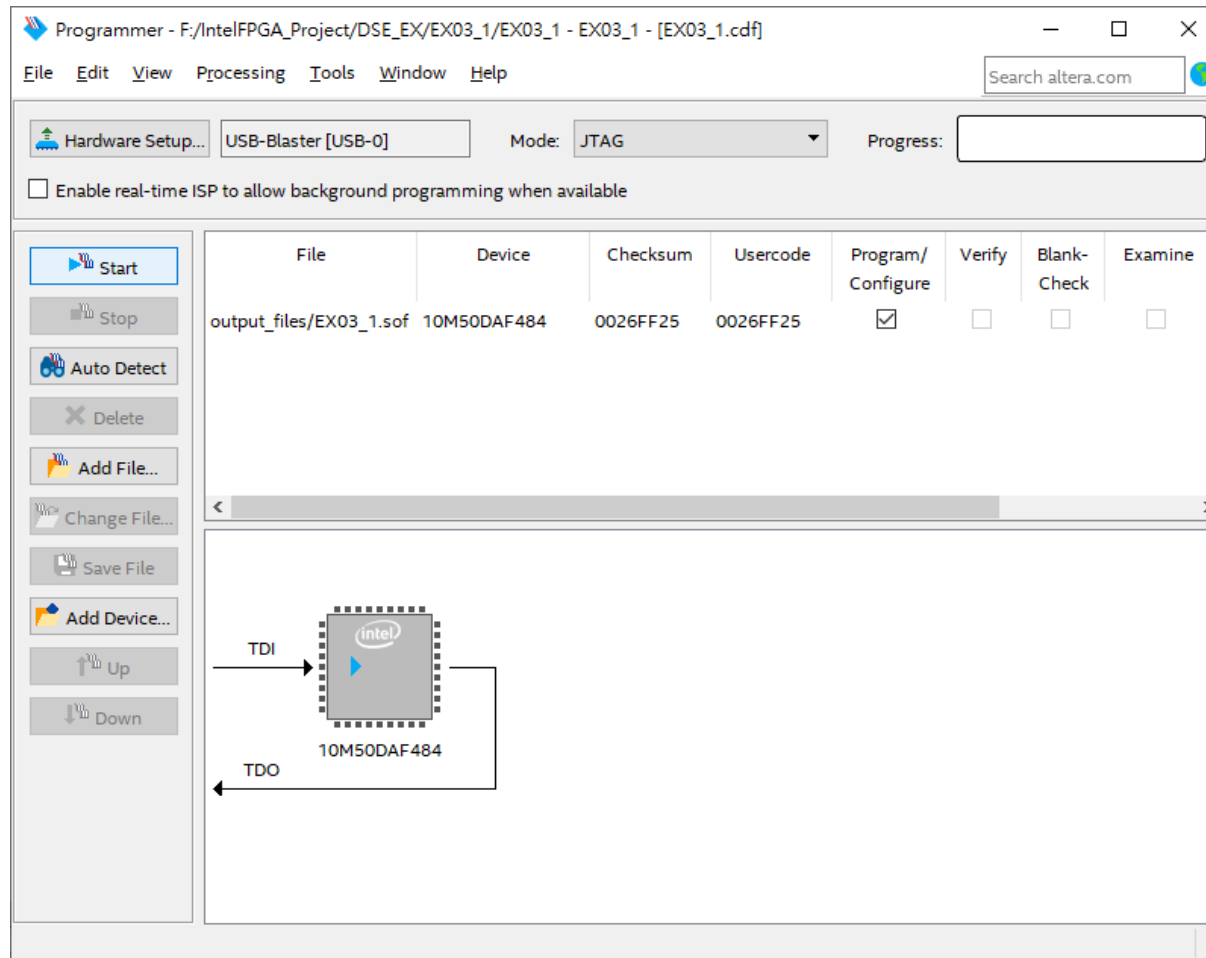 Programmer - F:/IntelFPGA_Project/DSE_EX/EX03_1/EX03_1 - EX03_1 - [EX03_1.cdf]
File Edit View Processing Tools Window Help
Search altera.com
Hardware Setup... USB-Blaster [USB-0] Mode: JTAG Progress:
Enable real-time ISP to allow background programming when available
Start
Stop
Auto Detect
Delete
Add File...
Change File...
Save File
Add Device...
Up
Down
File Device Checksum Usercode Program/ Verify Blank- Examine
Configure Check
output_files/EX03_1.sof 10M50DAF484 0026FF25 0026FF25
TDI
intel
10M50DAF484
TDO